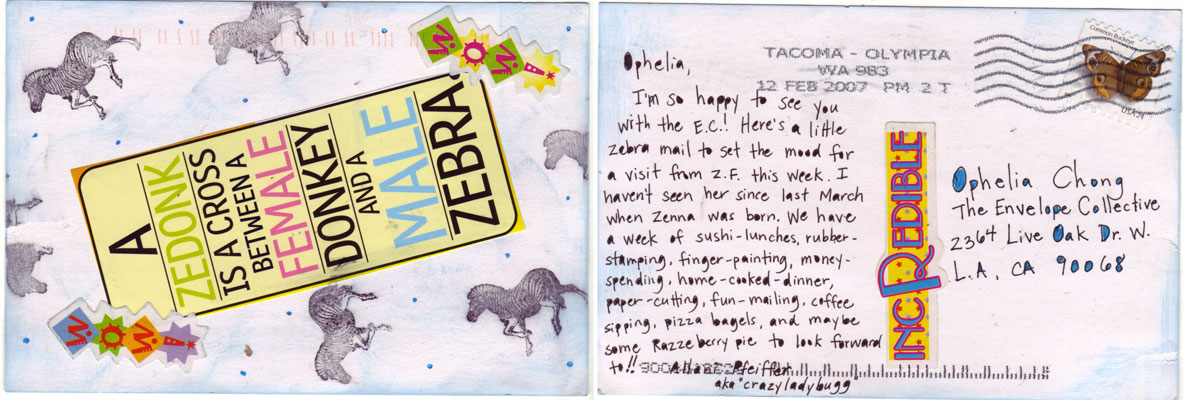 WOW!
A
ZEDONK
IS A CROSS
BETWEEN A
FEMALE
DONKEY
AND A
MALE
ZEBRA
WOW!
Ophelia,
I'm so happy to see you
with the E.C.! Here's a little
zebra mail to set the mood for
a visit from Z.F. this week. I
haven't seen her since last March
when Zenna was born. We have
a week of sushi-lunches, rubber-
stamping, finger-painting, money-
spending, home-cooked-dinner,
paper-cutting, fun-mailing, coffee
sipping, pizza bagels, and maybe
some Razzeberry pie to look forward
to!!
Pfeiffer
aka "crazyladybugg"
TACOMA - OLYMPIA
WA 983
12 FEB 2007 PM 2 T
Common Buckeye
USA 24
INCREDIBLE
Ophelia Chong
The Envelope Collective
2364 Live Oak Dr. W.
L.A., CA 90068